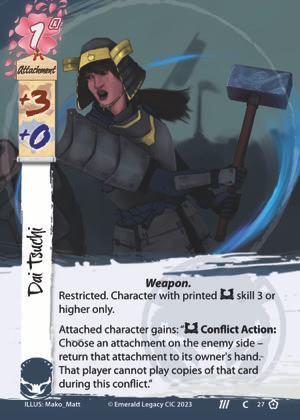 1
Attachment
+3
+0
Dai Tsuchi
Weapon.
Restricted. Character with printed skill 3 or
higher only.
Attached character gains: “ Conflict Action:
Choose an attachment on the enemy side –
return that attachment to its owner's hand.
That player cannot play copies of that card
during this conflict.”
ILLUS: Mako_Matt
© Emerald Legacy CIC 2023
C
27